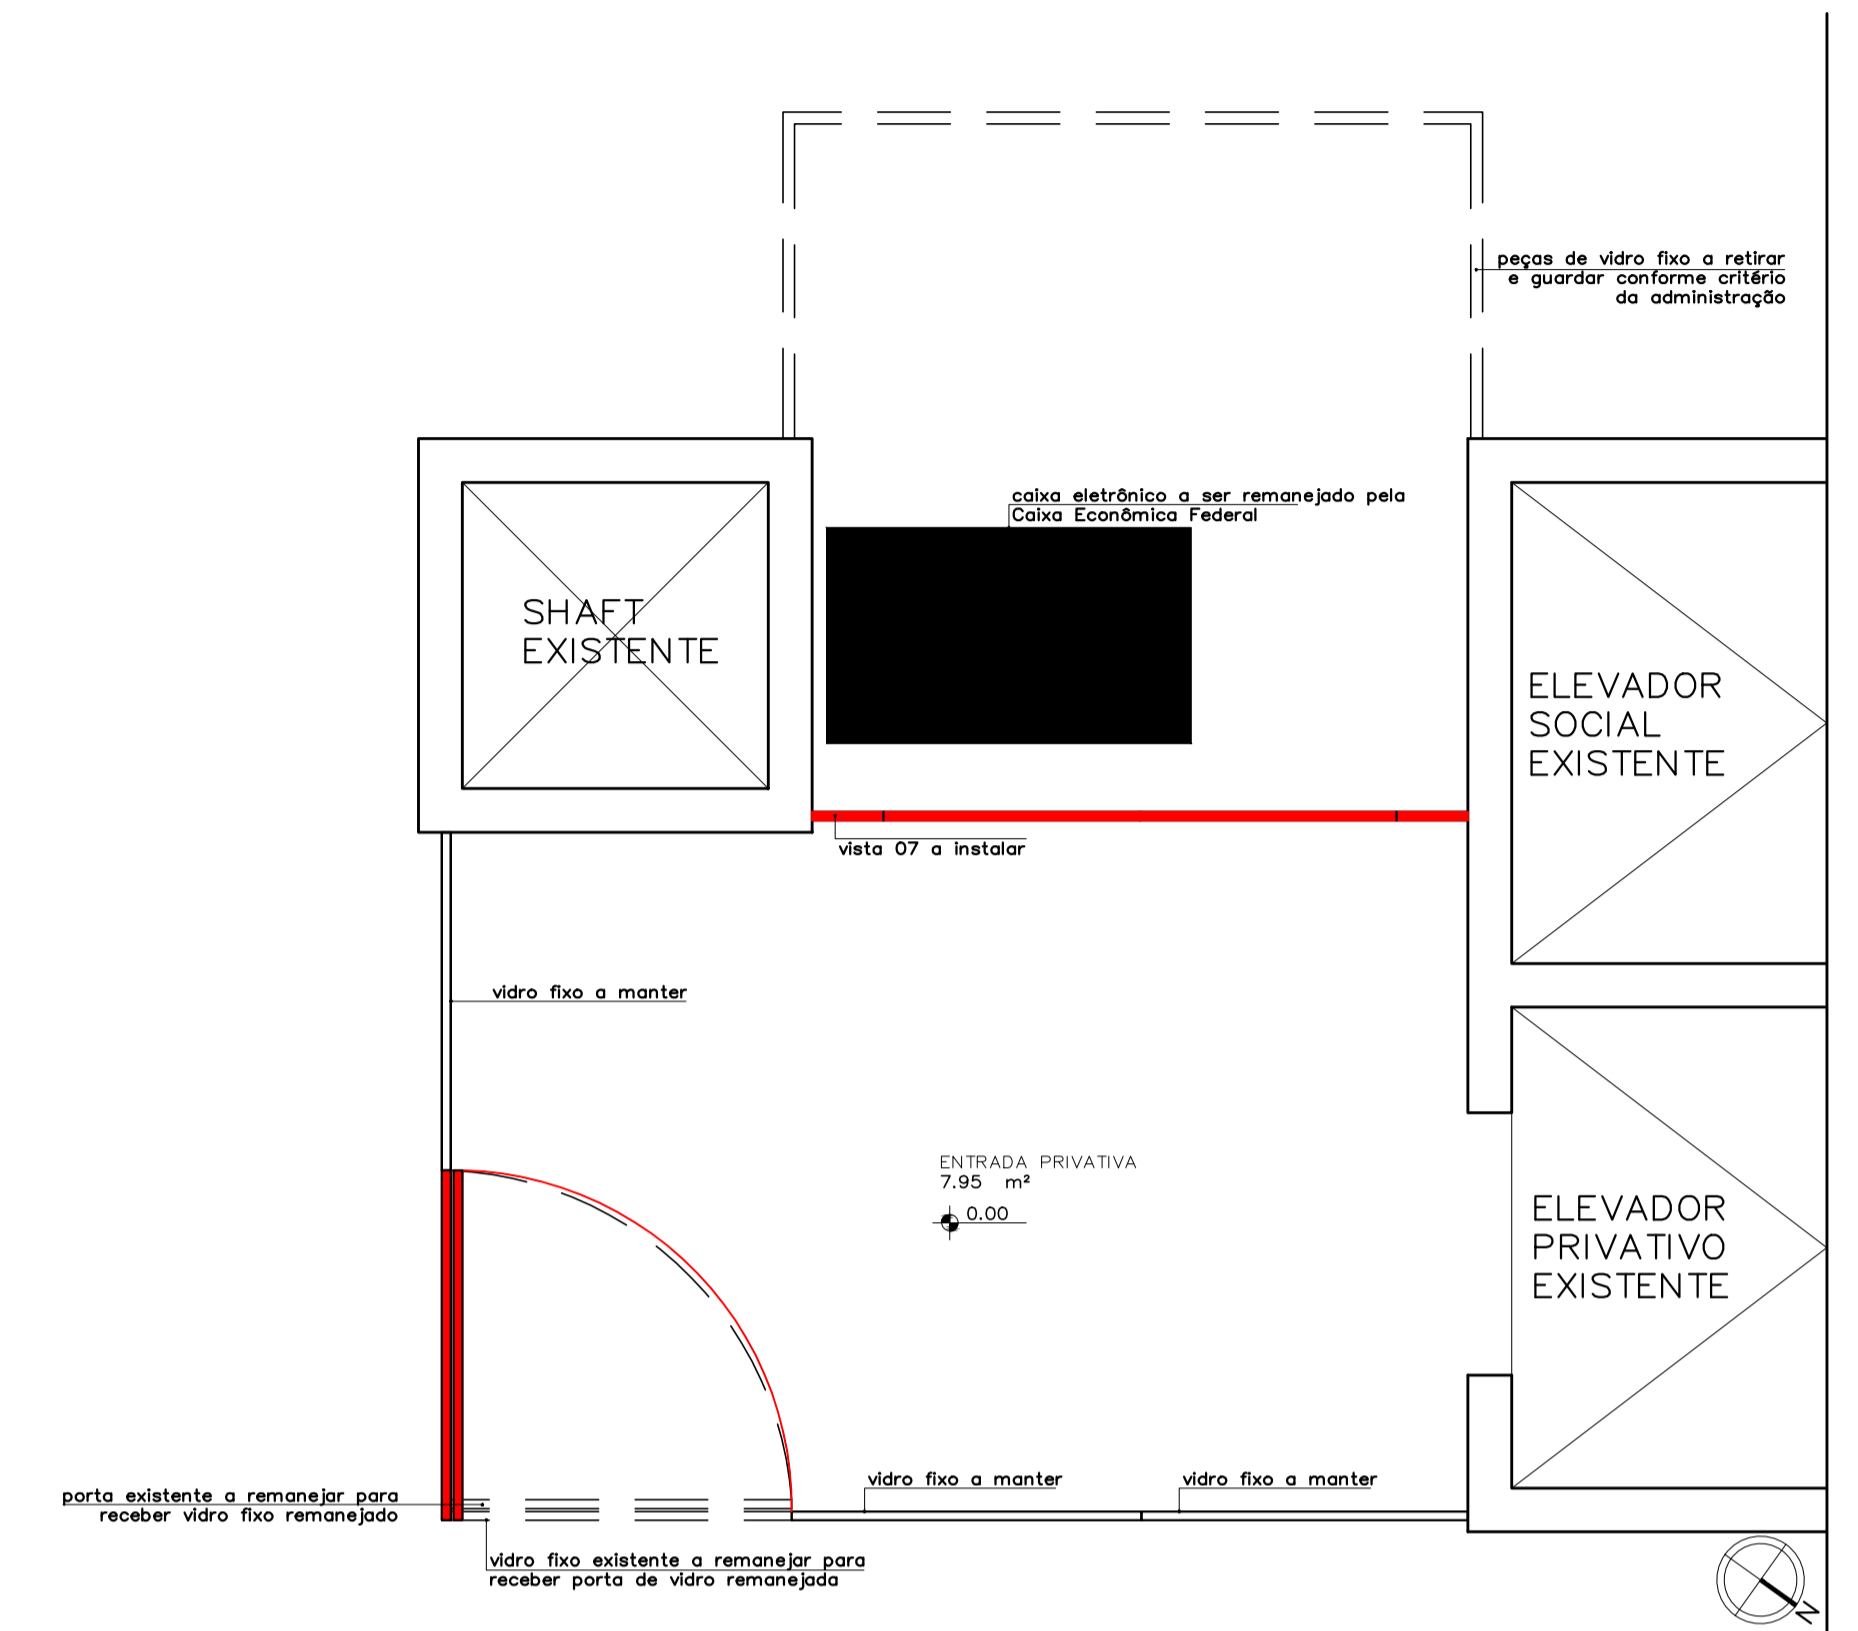 peças de vidro fixo a retirar
e guardar conforme critério
da administração
caixa eletrônico a ser remanejado pela
Caixa Econômica Federal
SHAFT
EXISTENTE
ELEVADOR
SOCIAL
EXISTENTE
vista 07 a instalar
vidro fixo a manter
ENTRADA PRIVATIVA
7.95 m²
0.00
ELEVADOR
PRIVATIVO
EXISTENTE
vidro fixo a manter
vidro fixo a manter
porta existente a remanejar para
receber vidro fixo remanejado
vidro fixo existente a remanejar para
receber porta de vidro remanejada
N